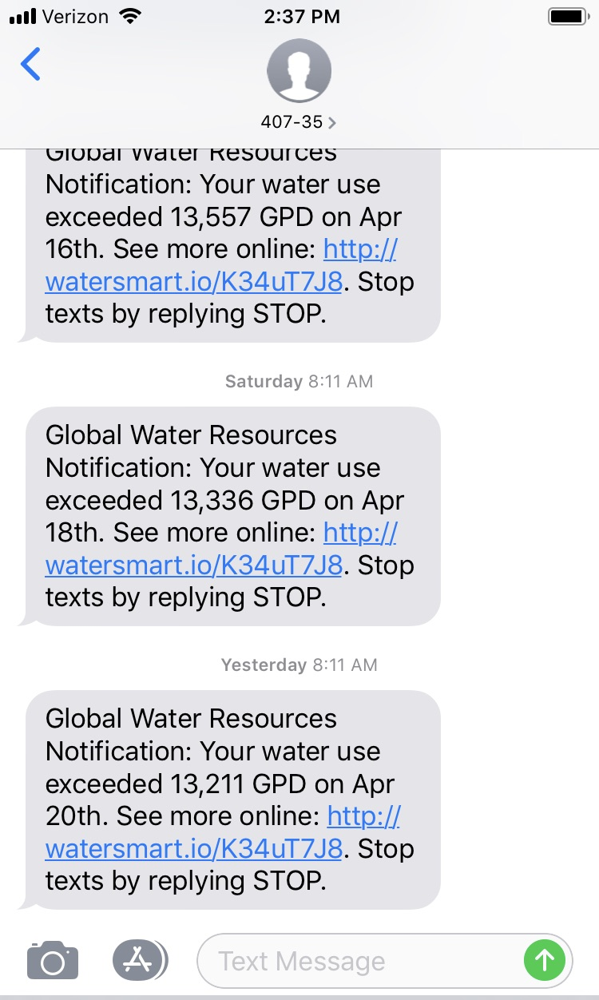 Verizon 2:37 PM
407-35
Global Water Resources
Notification: Your water use
exceeded 13,557 GPD on Apr
16th. See more online: http://
watersmart.io/K34uT7J8. Stop
texts by replying STOP.
Saturday 8:11 AM
Global Water Resources
Notification: Your water use
exceeded 13,336 GPD on Apr
18th. See more online: http://
watersmart.io/K34uT7J8. Stop
texts by replying STOP.
Yesterday 8:11 AM
Global Water Resources
Notification: Your water use
exceeded 13,211 GPD on Apr
20th. See more online: http://
watersmart.io/K34uT7J8. Stop
texts by replying STOP.
Text Message